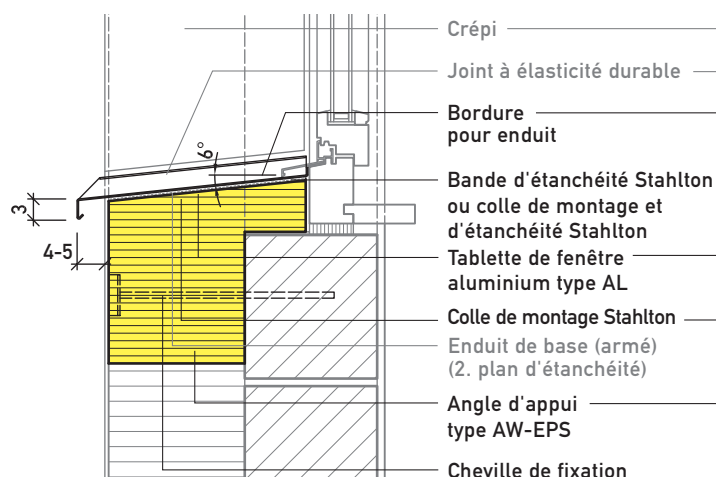 Crépi
Joint à élasticité durable
Bordure
pour enduit
6°
Bande d'étanchéité Stahlton
ou colle de montage et
d'étanchéité Stahlton
3
4-5
Tablette de fenêtre
aluminium type AL
Colle de montage Stahlton
Enduit de base (armé)
(2. plan d'étanchéité)
Angle d'appui
type AW-EPS
Cheville de fixation